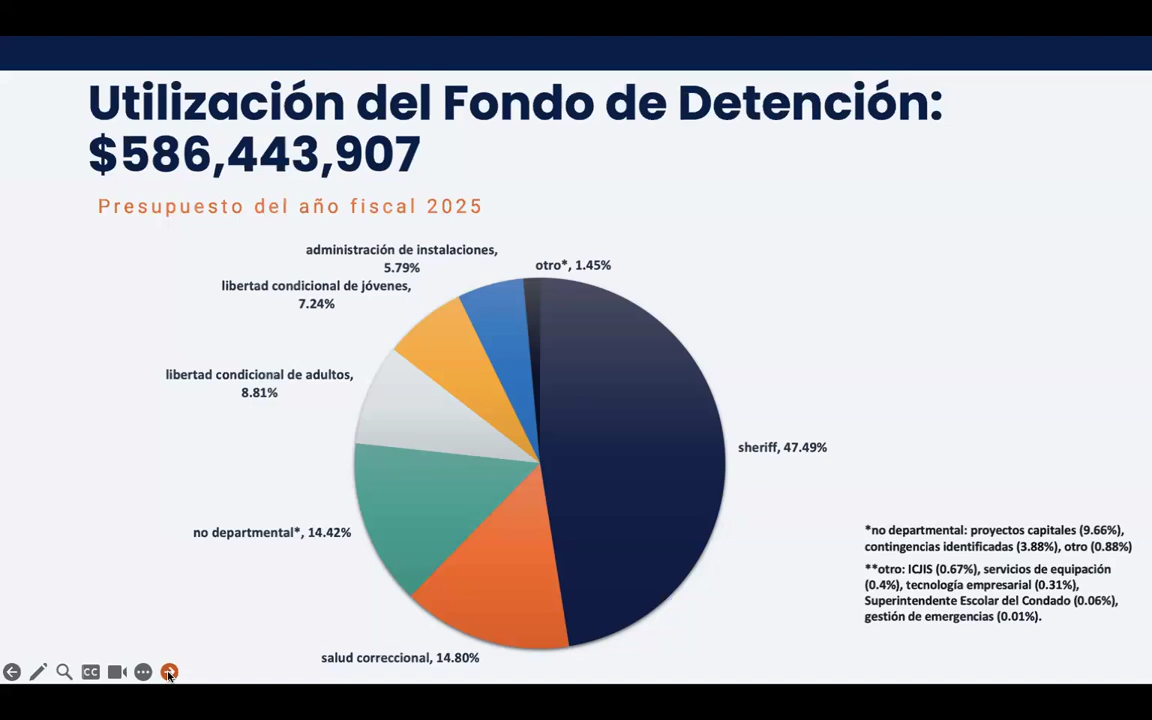 Utilización del Fondo de Detención:
$586,443,907
Presupuesto del año fiscal 2025
administración de instalaciones,
5.79%
otro*, 1.45%
libertad condicional de jóvenes,
7.24%
libertad condicional de adultos,
8.81%
sheriff, 47.49%
no departmental*, 14.42%
salud correccional, 14.80%
*no departmental: proyectos capitales (9.66%),
contingencias identificadas (3.88%), otro (0.88%)
**otro: ICJIS (0.67%), servicios de equipación
(0.4%), tecnología empresarial (0.31%),
Superintendente Escolar del Condado (0.06%),
gestión de emergencias (0.01%).
CC